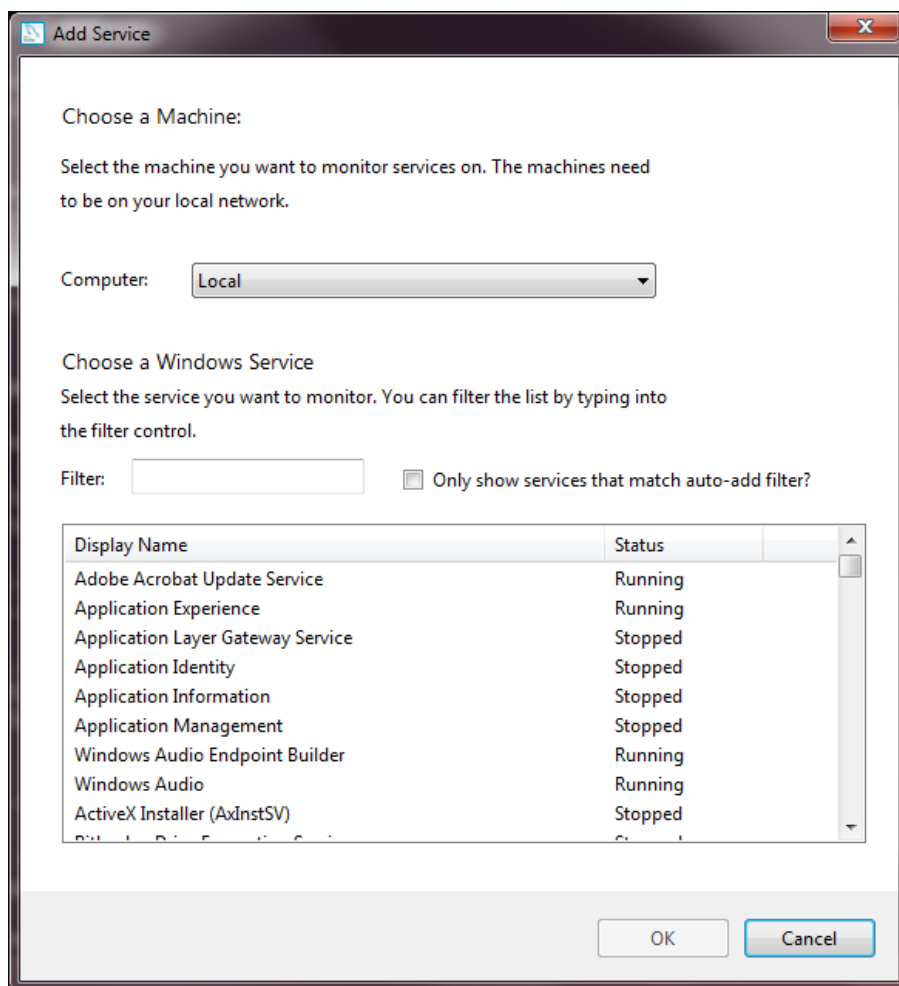 Add Service
Choose a Machine:
Select the machine you want to monitor services on. The machines need
to be on your local network.
Computer: Local
Choose a Windows Service
Select the service you want to monitor. You can filter the list by typing into
the filter control.
Filter: Only show services that match auto-add filter?
Display Name Status
Adobe Acrobat Update Service Running
Application Experience Running
Application Layer Gateway Service Stopped
Application Identity Stopped
Application Information Stopped
Application Management Stopped
Windows Audio Endpoint Builder Running
Windows Audio Running
ActiveX Installer (AxInstSV) Stopped
OK Cancel